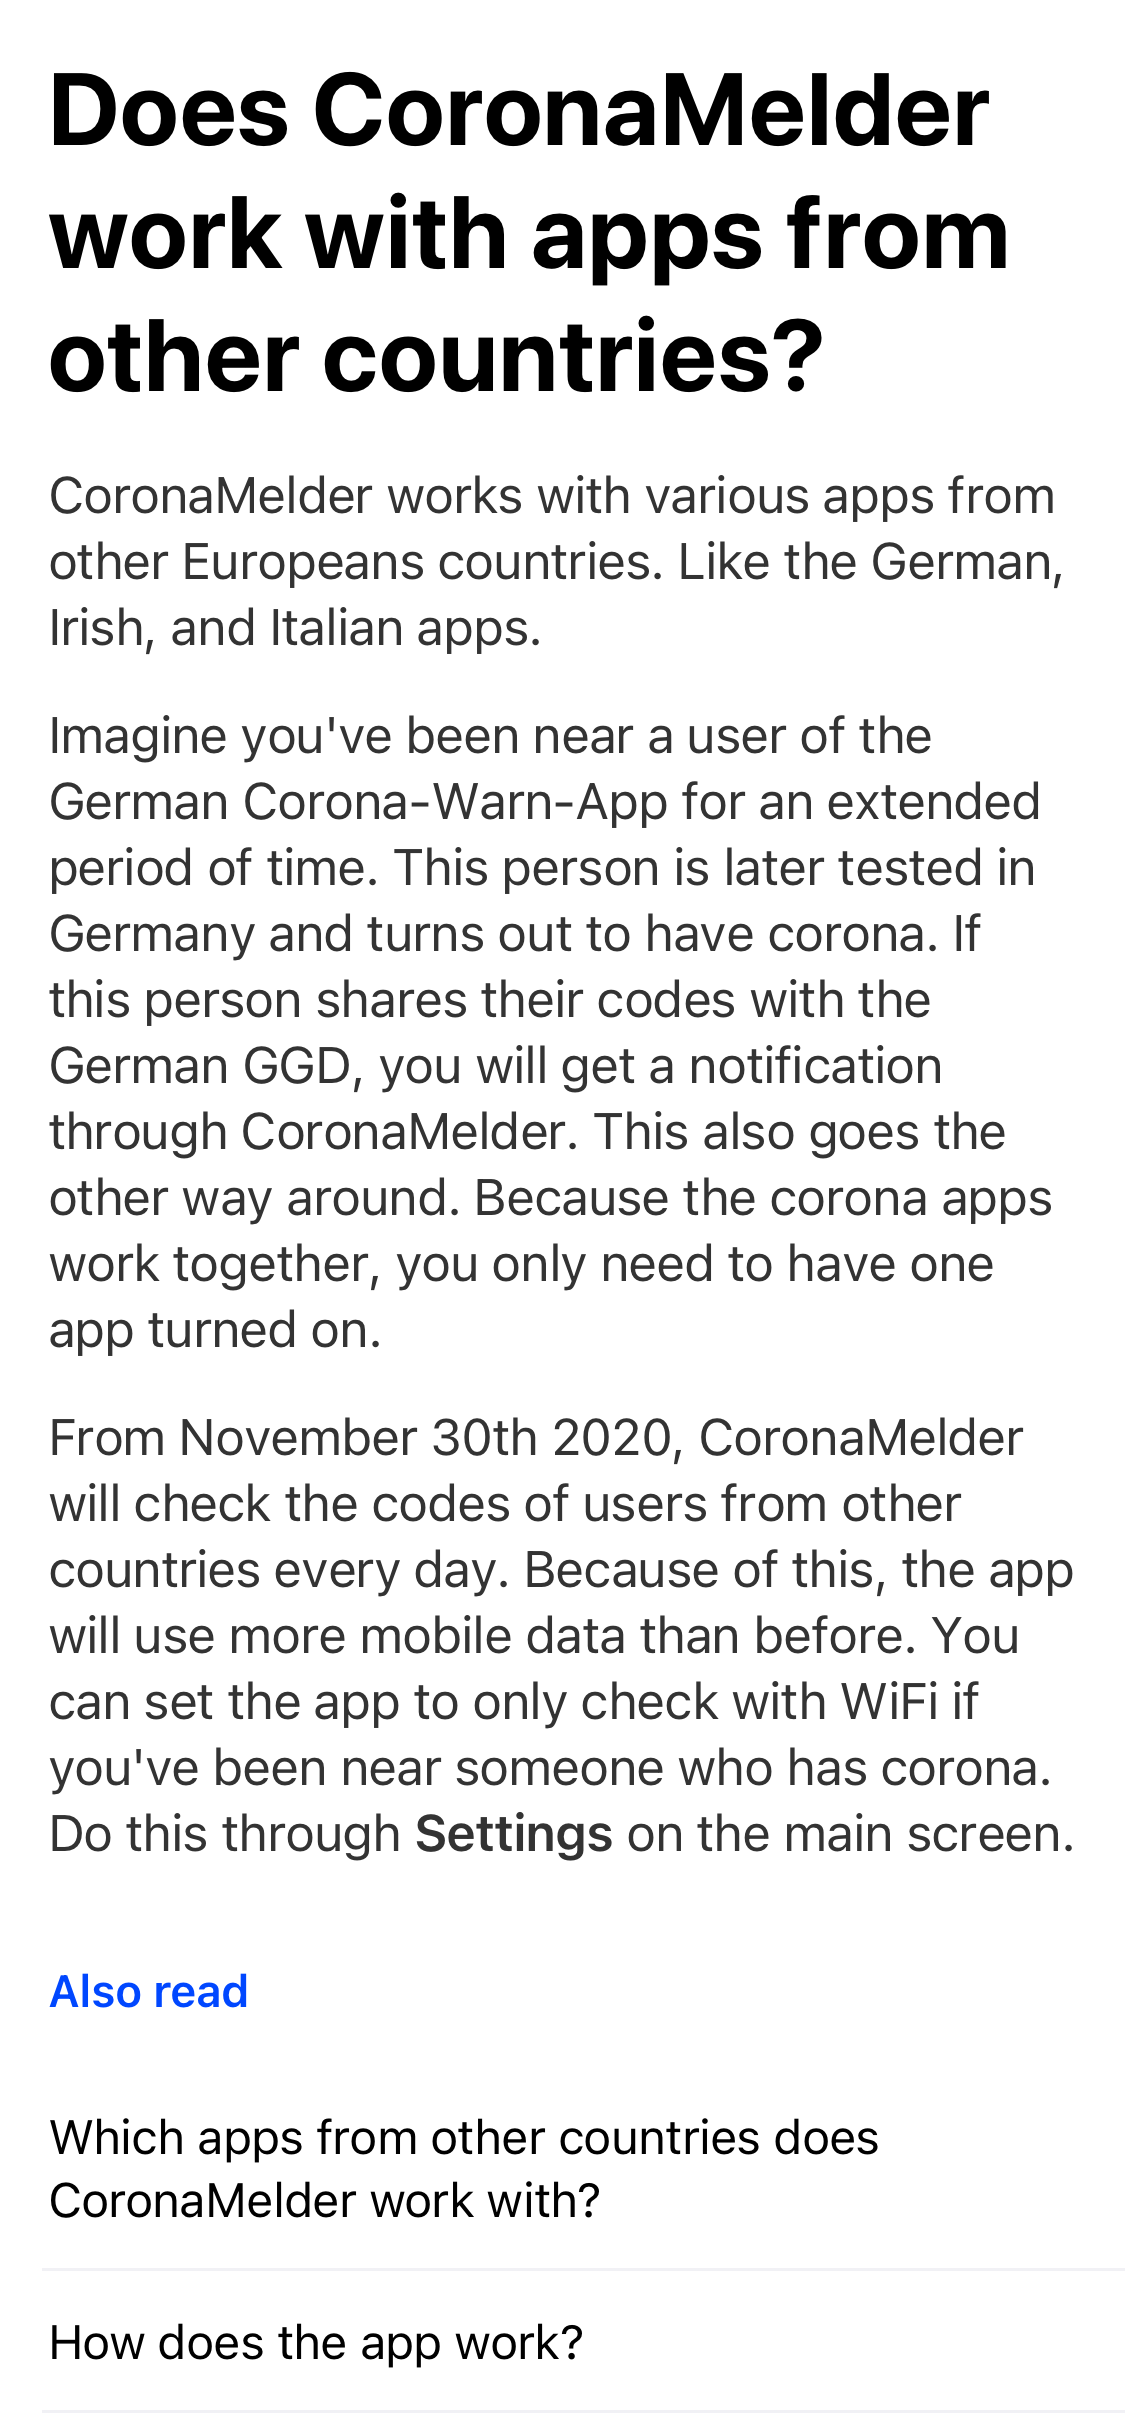 Does CoronaMelder
work with apps from
other countries?
CoronaMelder works with various apps from
other Europeans countries. Like the German,
Irish, and Italian apps.
Imagine you've been near a user of the
German Corona-Warn-App for an extended
period of time. This person is later tested in
Germany and turns out to have corona. If
this person shares their codes with the
German GGD, you will get a notification
through CoronaMelder. This also goes the
other way around. Because the corona apps
work together, you only need to have one
app turned on.
From November 30th 2020, CoronaMelder
will check the codes of users from other
countries every day. Because of this, the app
will use more mobile data than before. You
can set the app to only check with WiFi if
you've been near someone who has corona.
Do this through Settings on the main screen.
Also read
Which apps from other countries does
CoronaMelder work with?
How does the app work?